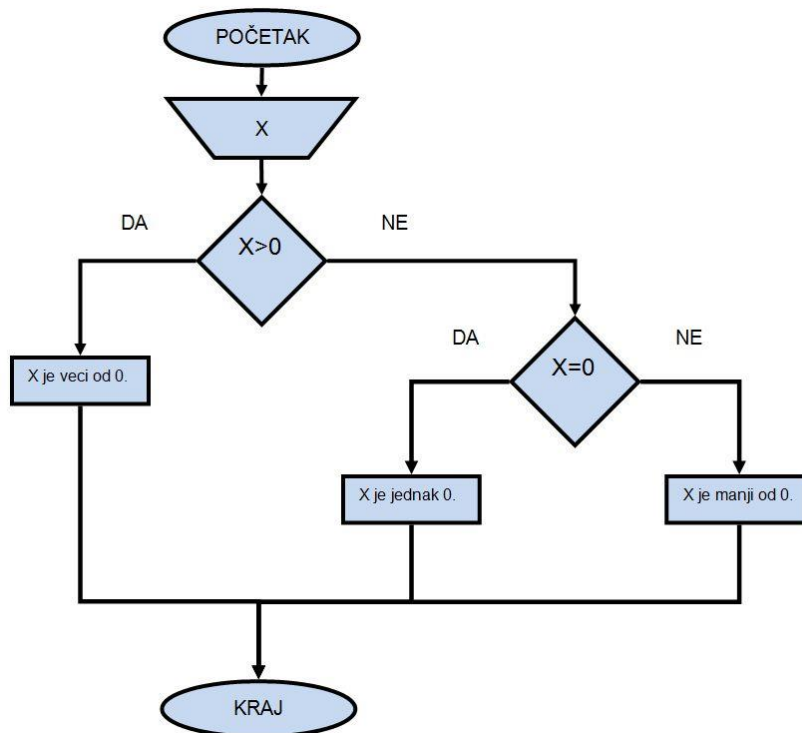 POČETAK
X
DA
NE
X>0
DA
NE
X=0
X je veci od 0.
X je jednak 0.
X je manji od 0.
KRAJ